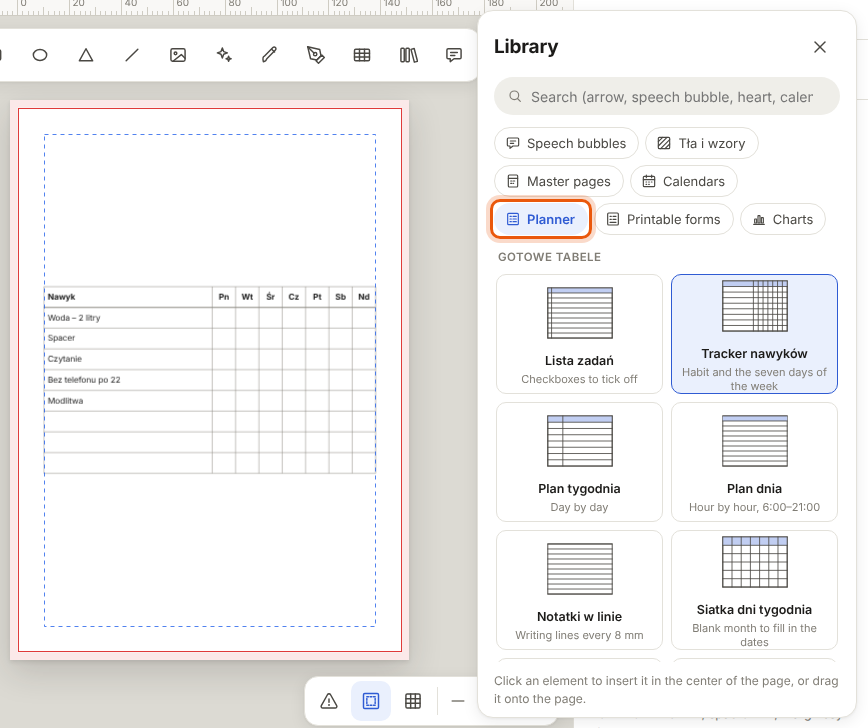 0 20 40 60 80 100 120 140 160 180 200
Library
Search (arrow, speech bubble, heart, caler
Speech bubbles
Tła i wzory
Master pages
Calendars
Planner
Printable forms
Charts
GOTOWE TABELE
Lista zadań
Checkboxes to tick off
Tracker nawyków
Habit and the seven days of
the week
Plan tygodnia
Day by day
Plan dnia
Hour by hour, 6:00–21:00
Notatki w linie
Writing lines every 8 mm
Siatka dni tygodnia
Blank month to fill in the
dates
Click an element to insert it in the center of the page, or drag
it onto the page.
Nawyk Pn Wt Śr Cz Pt Sb Nd
Woda – 2 litry
Spacer
Czytanie
Bez telefonu po 22
Modlitwa